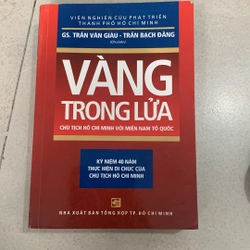 VIỆN NGHIÊN CỨU PHÁT TRIỂN
THÀNH PHỐ HỒ CHÍ MINH
GS. TRẦN VĂN GIÀU - TRẦN BẠCH ĐẰNG
VÀNG
TRONG LỬA
CHỦ TỊCH HỒ CHÍ MINH VỚI MIỀN NAM TỔ QUỐC
KỶ NIỆM 40 NĂM
THỰC HIỆN DI CHÚC CỦA
CHỦ TỊCH HỒ CHÍ MINH
NHÀ XUẤT BẢN TỔNG HỢP TP. HỒ CHÍ MINH